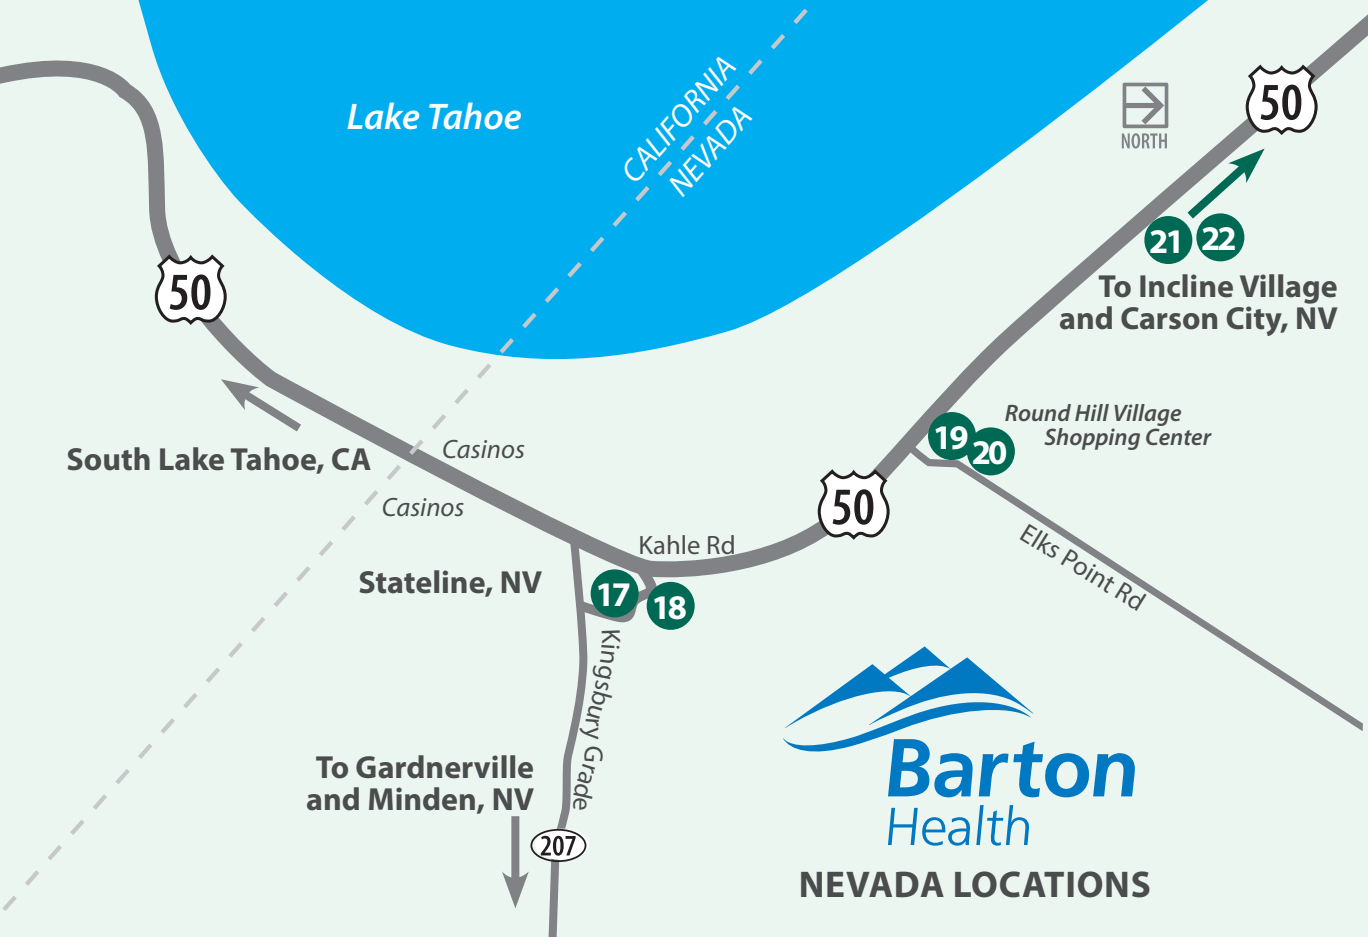 Lake Tahoe
CALIFORNIA
NEVADA
NORTH
50
21 22
To Incline Village
and Carson City, NV
50
South Lake Tahoe, CA
Casinos
Casinos
19
20
Round Hill Village
Shopping Center
50
Kahle Rd
Elks Point Rd
Stateline, NV
17
18
Kingsbury Grade
To Gardnerville
and Minden, NV
207
Barton
Health
NEVADA LOCATIONS